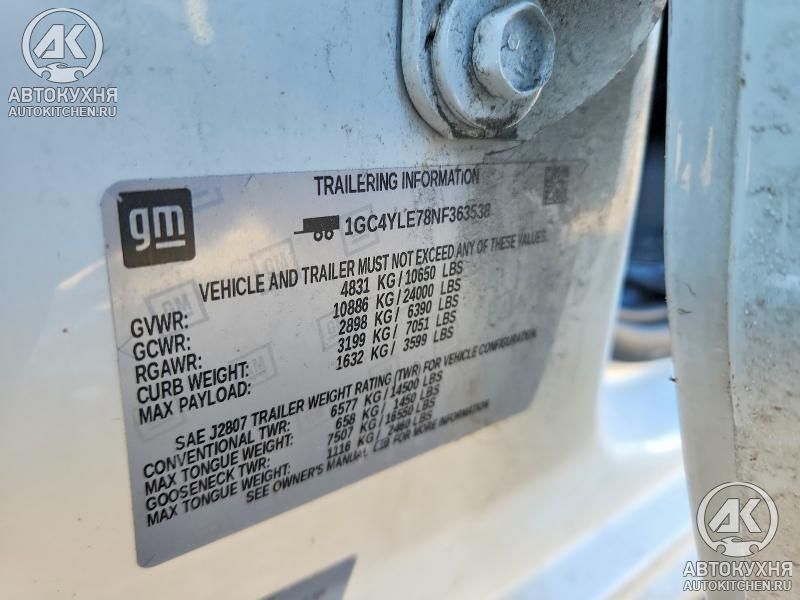 АВТОКУХНЯ
AUTOKITCHEN.RU
TRAILERING INFORMATION
gm
1GC4YLE78NF363538
VEHICLE AND TRAILER MUST NOT EXCEED ANY OF THESE VALUES.
GVWR: 4831 KG / 10650 LBS
GCWR: 10886 KG / 24000 LBS
RGAWR: 2898 KG / 6390 LBS
CURB WEIGHT: 3199 KG / 7051 LBS
MAX PAYLOAD: 1632 KG / 3599 LBS
SAE J2807 TRAILER WEIGHT RATING (TWR) FOR VEHICLE CONFIGURATION.
CONVENTIONAL TWR: 6577 KG / 14500 LBS
MAX TONGUE WEIGHT: 658 KG / 1450 LBS
GOOSENECK TWR: 7507 KG / 16550 LBS
MAX TONGUE WEIGHT: 1116 KG / 2460 LBS
SEE OWNER'S MANUAL FOR MORE INFORMATION
АВТОКУХНЯ
AUTOKITCHEN.RU